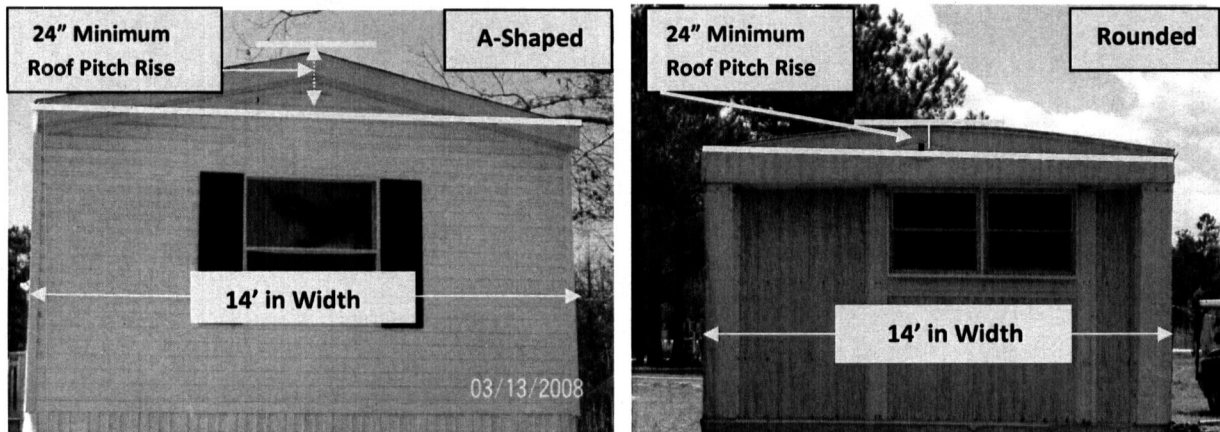 24” Minimum
Roof Pitch Rise
A-Shaped
14’ in Width
03/13/2008
24” Minimum
Roof Pitch Rise
Rounded
14’ in Width